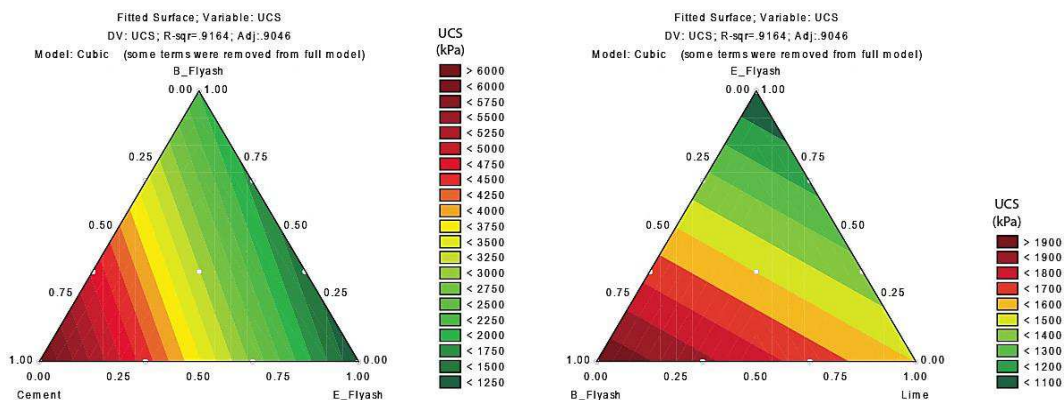 Fitted Surface; Variable: UCS
DV: UCS; R-sqr=.9164; Adj:.9046
Model: Cubic (some terms were removed from full model)
B_Flyash
0.00 1.00
0.25 0.75
0.50 0.50
0.75 0.25
1.00 0.00
0.00 0.25 0.50 0.75 1.00
Cement E_Flyash
UCS
(kPa)
> 6000
< 6000
< 5750
< 5500
< 5250
< 5000
< 4750
< 4500
< 4250
< 4000
< 3750
< 3500
< 3250
< 3000
< 2750
< 2500
< 2000
< 1750
< 1500
< 1250
Fitted Surface; Variable: UCS
DV: UCS; R-sqr=.9164; Adj:.9046
Model: Cubic (some terms were removed from full model)
E_Flyash
0.00 1.00
0.25 0.75
0.50 0.50
0.75 0.25
1.00 0.00
0.00 0.25 0.50 0.75 1.00
B_Flyash Lime
UCS
(kPa)
> 1900
< 1900
< 1800
< 1700
< 1600
< 1500
< 1400
< 1300
< 1200
< 1100